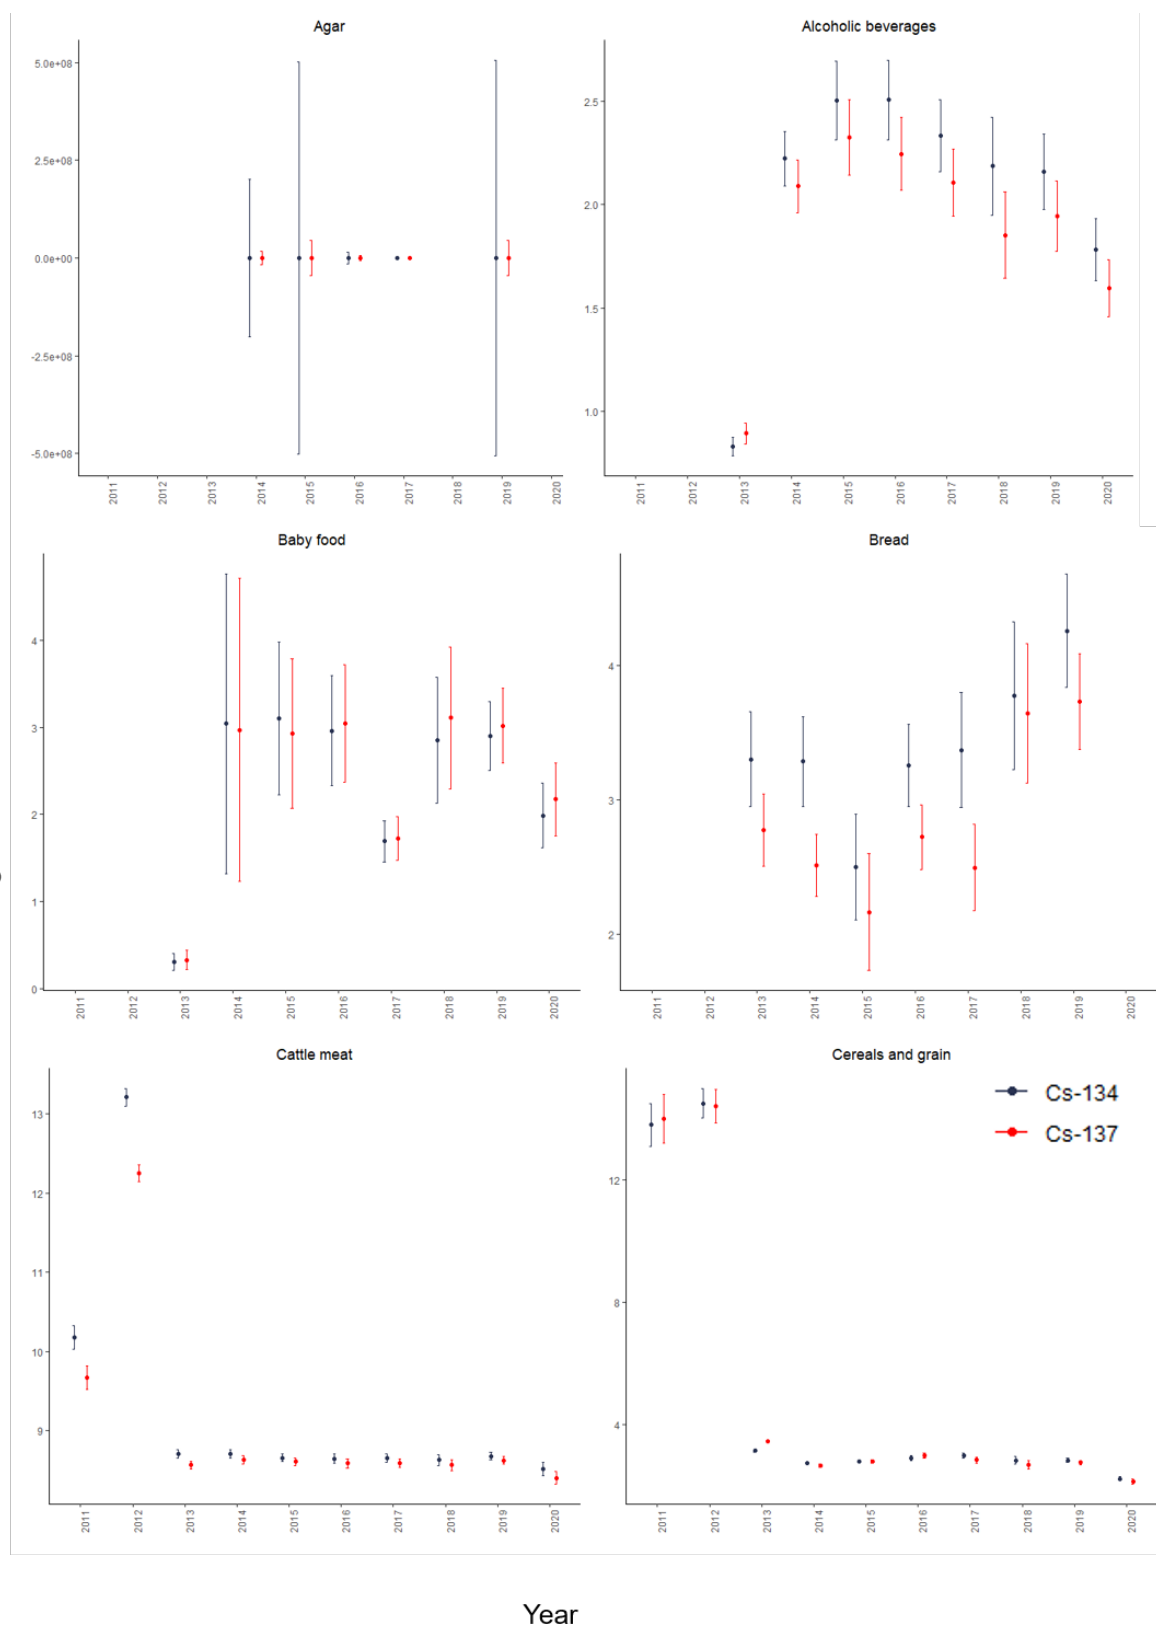 Agar
Alcoholic beverages
5.0e+08
2.5e+08
0.0e+00
-2.5e+08
-5.0e+08
2011 2012 2013 2014 2015 2016 2017 2018 2019 2020
2.5
2.0
1.5
1.0
2011 2012 2013 2014 2015 2016 2017 2018 2019 2020
Baby food
Bread
4
3
2
1
0
2011 2012 2013 2014 2015 2016 2017 2018 2019 2020
4
3
2
2011 2012 2013 2014 2015 2016 2017 2018 2019 2020
Cattle meat
Cereals and grain
13
12
11
10
9
2011 2012 2013 2014 2015 2016 2017 2018 2019 2020
Cs-134
Cs-137
12
8
4
2011 2012 2013 2014 2015 2016 2017 2018 2019 2020
Year